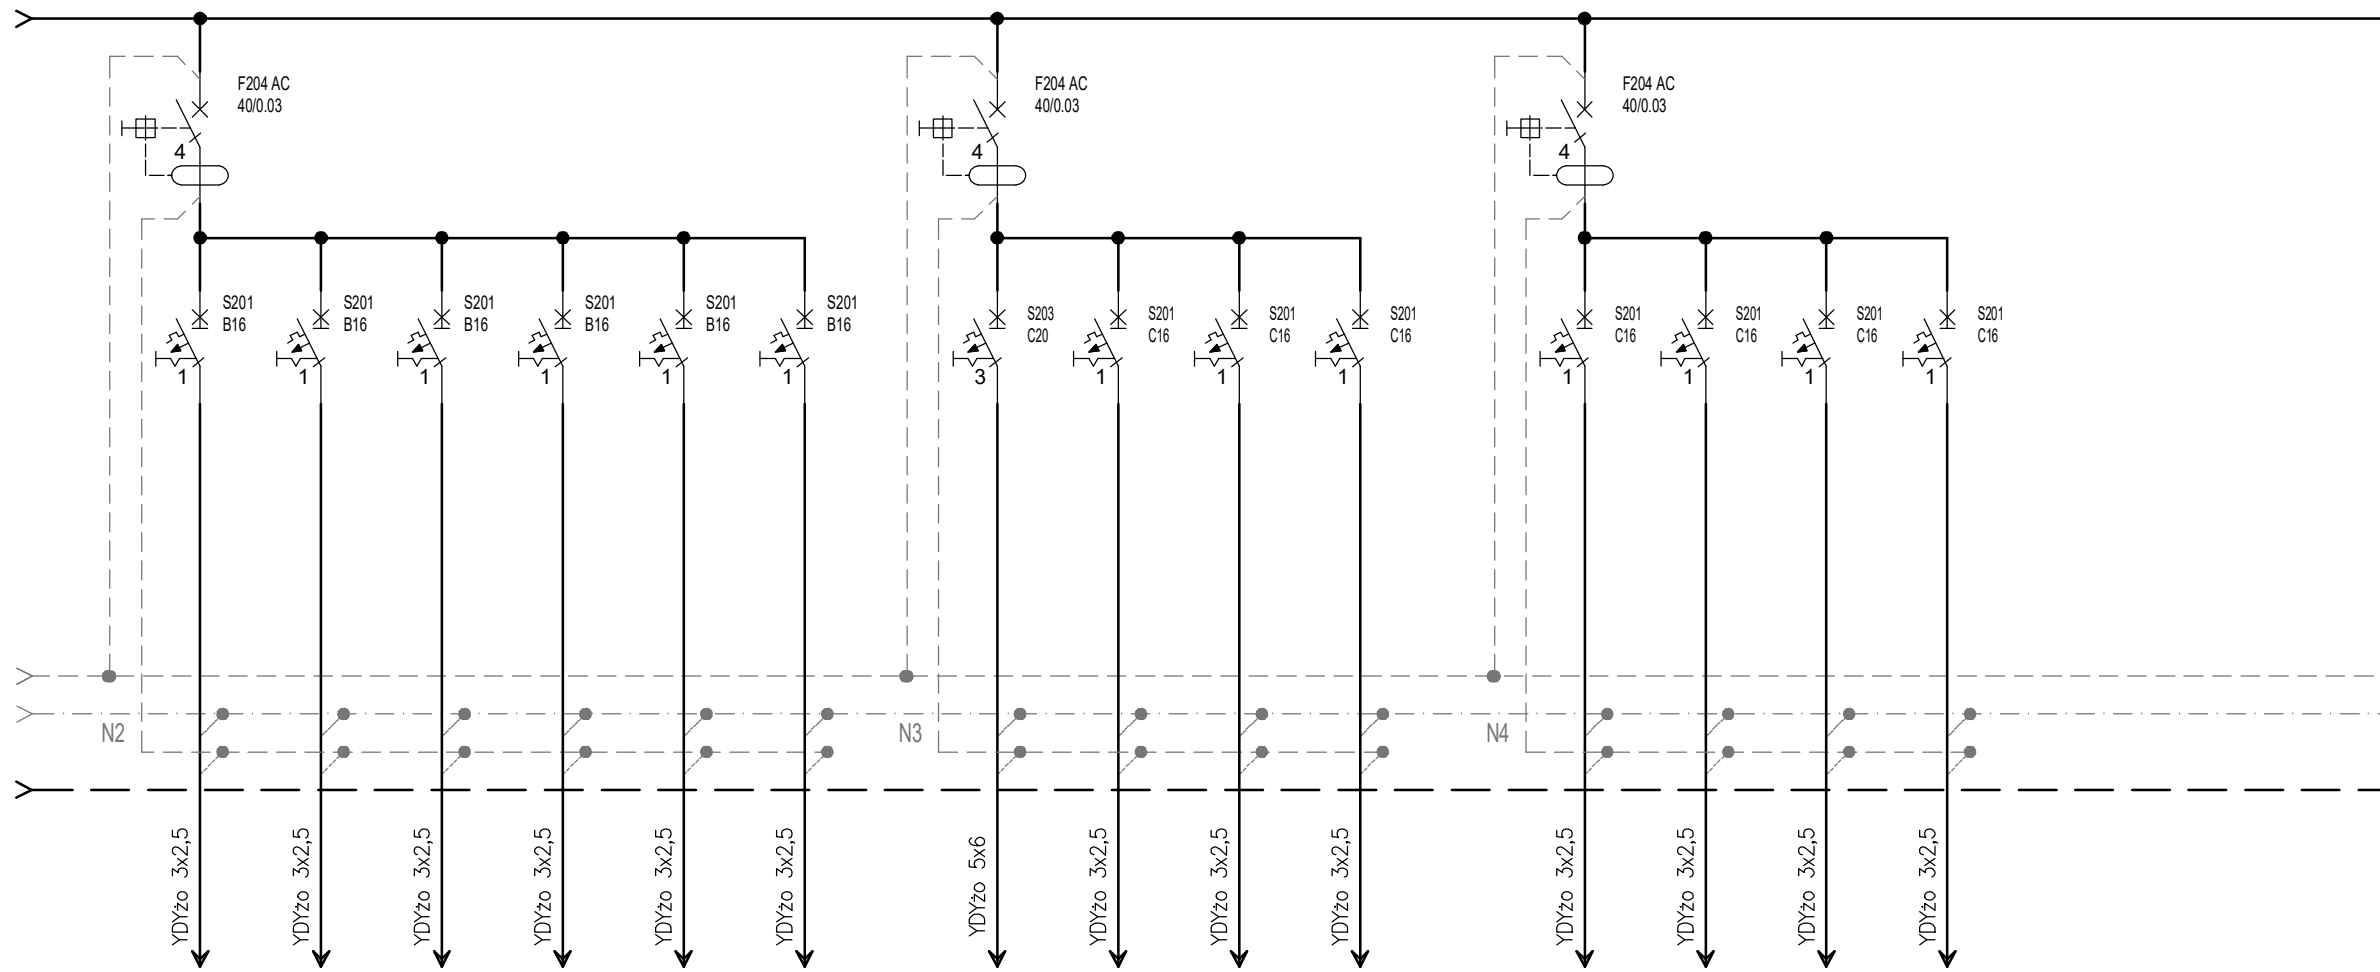 F204 AC
40/0.03
4
F204 AC
40/0.03
4
F204 AC
40/0.03
4
S201
B16
1
S201
B16
1
S201
B16
1
S201
B16
1
S201
B16
1
S201
B16
1
S203
C20
3
S201
C16
1
S201
C16
1
S201
C16
1
S201
C16
1
S201
C16
1
S201
C16
1
S201
C16
1
N2
N3
N4
YDYżo 3x2,5
YDYżo 3x2,5
YDYżo 3x2,5
YDYżo 3x2,5
YDYżo 3x2,5
YDYżo 3x2,5
YDYżo 5x6
YDYżo 3x2,5
YDYżo 3x2,5
YDYżo 3x2,5
YDYżo 3x2,5
YDYżo 3x2,5
YDYżo 3x2,5
YDYżo 3x2,5